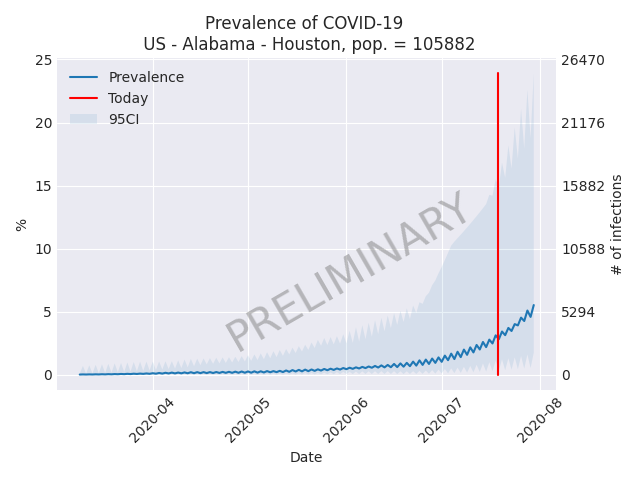 Prevalence of COVID-19
US - Alabama - Houston, pop. = 105882
25
20
15
10
5
0
%
26470
21176
15882
10588
5294
0
# of infections
Prevalence
Today
95CI
PRELIMINARY
2020-04
2020-05
2020-06
2020-07
2020-08
Date